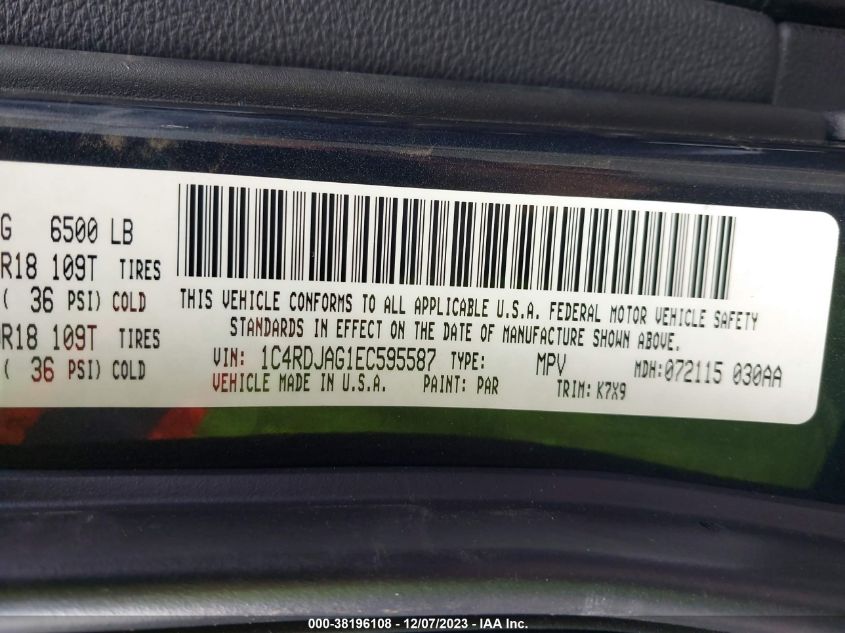 G 6500 LB
R18 109T TIRES
( 36 PSI) COLD
0R18 109T TIRES
( 36 PSI) COLD
THIS VEHICLE CONFORMS TO ALL APPLICABLE U.S.A. FEDERAL MOTOR VEHICLE SAFETY
STANDARDS IN EFFECT ON THE DATE OF MANUFACTURE SHOWN ABOVE.
VIN: 1C4RDJAG1EC595587 TYPE: MPV MDH:072115 030AA
VEHICLE MADE IN U.S.A. PAINT: PAR TRIM: K7X9
000-38196108 - 12/07/2023 - IAA Inc.